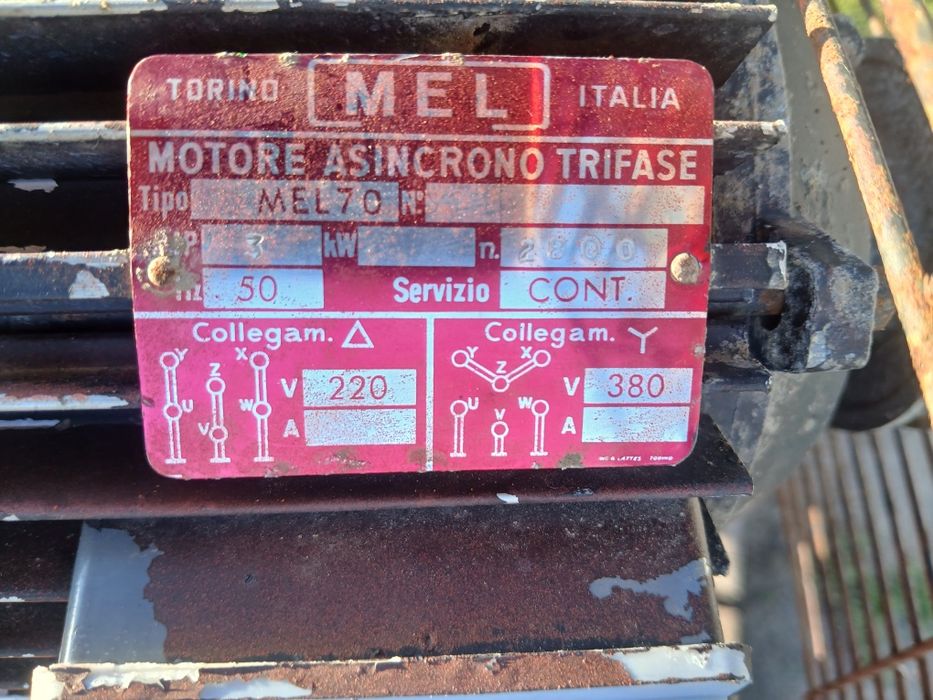 TORINO MEL ITALIA
MOTORE ASINCRONO TRIFASE
Tipo MEL70 N°
HP 3 kW n. 2800
Hz 50 Servizio CONT.
Collegam. △ Collegam. Y
Y Z X V 220
U V W A
Y Z X V 380
U V W A